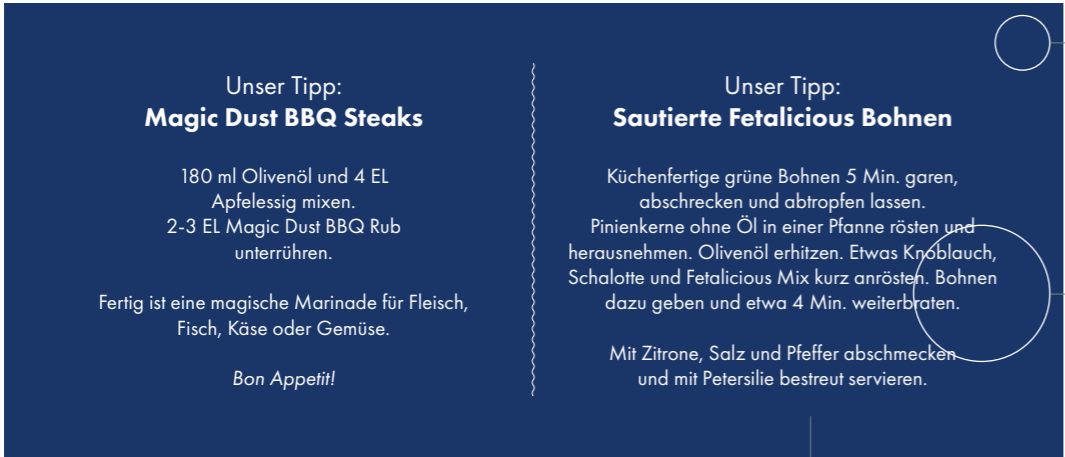 Unser Tipp:
Magic Dust BBQ Steaks
180 ml Olivenöl und 4 EL
Apfelessig mixen.
2-3 EL Magic Dust BBQ Rub
unterrühren.
Fertig ist eine magische Marinade für Fleisch,
Fisch, Käse oder Gemüse.
Bon Appetit!
Unser Tipp:
Sautierte Fetalicious Bohnen
Küchenfertige grüne Bohnen 5 Min. garen,
abschrecken und abtropfen lassen.
Pinienkerne ohne Öl in einer Pfanne rösten und
herausnehmen. Olivenöl erhitzen. Etwas Knoblauch,
Schalotte und Fetalicious Mix kurz anrösten. Bohnen
dazu geben und etwa 4 Min. weiterbraten.
Mit Zitrone, Salz und Pfeffer abschmecken
und mit Petersilie bestreut servieren.